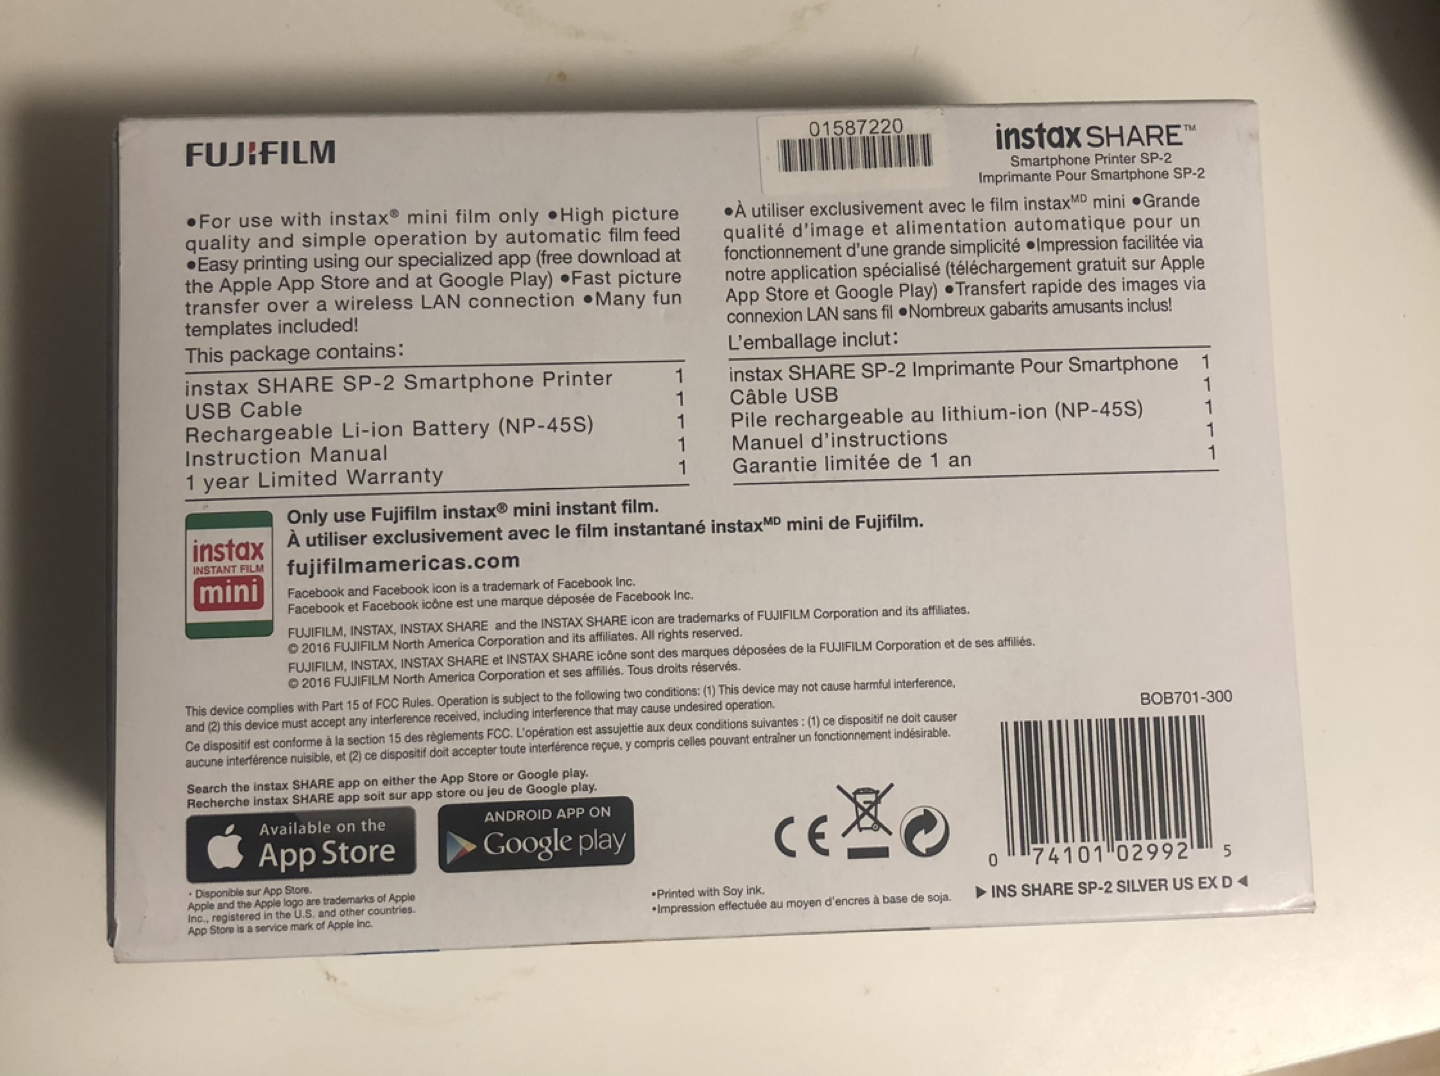 FUJIFILM
01587220
instax SHARE™
Smartphone Printer SP-2
Imprimante Pour Smartphone SP-2
●For use with instax® mini film only ●High picture
quality and simple operation by automatic film feed
●Easy printing using our specialized app (free download at
the Apple App Store and at Google Play) ●Fast picture
transfer over a wireless LAN connection ●Many fun
templates included!
This package contains:
instax SHARE SP-2 Smartphone Printer 1
USB Cable 1
Rechargeable Li-ion Battery (NP-45S) 1
Instruction Manual 1
1 year Limited Warranty 1
●À utiliser exclusivement avec le film instaxMD mini ●Grande
qualité d'image et alimentation automatique pour un
fonctionnement d'une grande simplicité ●Impression facilitée via
notre application spécialisé (téléchargement gratuit sur Apple
App Store et Google Play) ●Transfert rapide des images via
connexion LAN sans fil ●Nombreux gabarits amusants inclus!
L'emballage inclut:
instax SHARE SP-2 Imprimante Pour Smartphone 1
Câble USB 1
Pile rechargeable au lithium-ion (NP-45S) 1
Manuel d'instructions 1
Garantie limitée de 1 an 1
instax
INSTANT FILM
mini
Only use Fujifilm instax® mini instant film.
À utiliser exclusivement avec le film instantané instaxMD mini de Fujifilm.
fujifilmamericas.com
Facebook and Facebook icon is a trademark of Facebook Inc.
Facebook et Facebook icône est une marque déposée de Facebook Inc.
FUJIFILM, INSTAX, INSTAX SHARE and the INSTAX SHARE icon are trademarks of FUJIFILM Corporation and its affiliates.
© 2016 FUJIFILM North America Corporation and its affiliates. All rights reserved.
FUJIFILM, INSTAX, INSTAX SHARE et INSTAX SHARE icône sont des marques déposées de la FUJIFILM Corporation et de ses affiliés.
© 2016 FUJIFILM North America Corporation et ses affiliés. Tous droits réservés.
This device complies with Part 15 of FCC Rules. Operation is subject to the following two conditions: (1) This device may not cause harmful interference,
and (2) this device must accept any interference received, including interference that may cause undesired operation.
Ce dispositif est conforme à la section 15 des règlements FCC. L'opération est assujettie aux deux conditions suivantes : (1) ce dispositif ne doit causer
aucune interférence nuisible, et (2) ce dispositif doit accepter toute interférence reçue, y compris celles pouvant entraîner un fonctionnement indésirable.
Search the instax SHARE app on either the App Store or Google play.
Recherche instax SHARE app soit sur app store ou jeu de Google play.
Available on the
App Store
ANDROID APP ON
Google play
• Disponible sur App Store.
Apple and the Apple logo are trademarks of Apple
Inc., registered in the U.S. and other countries.
App Store is a service mark of Apple Inc.
CE
•Printed with Soy ink.
•Impression effectuée au moyen d'encres à base de soja.
BOB701-300
0 74101 02992 5
▶ INS SHARE SP-2 SILVER US EX D ◀